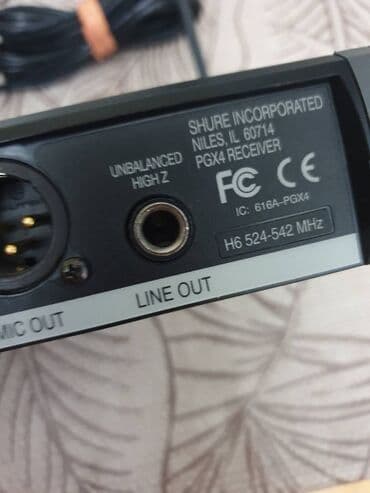 SHURE INCORPORATED
NILES, IL 60714
PGX4 RECEIVER
UNBALANCED
HIGH Z
FC CE
IC: 616A-PGX4
H6 524-542 MHz
MIC OUT
LINE OUT